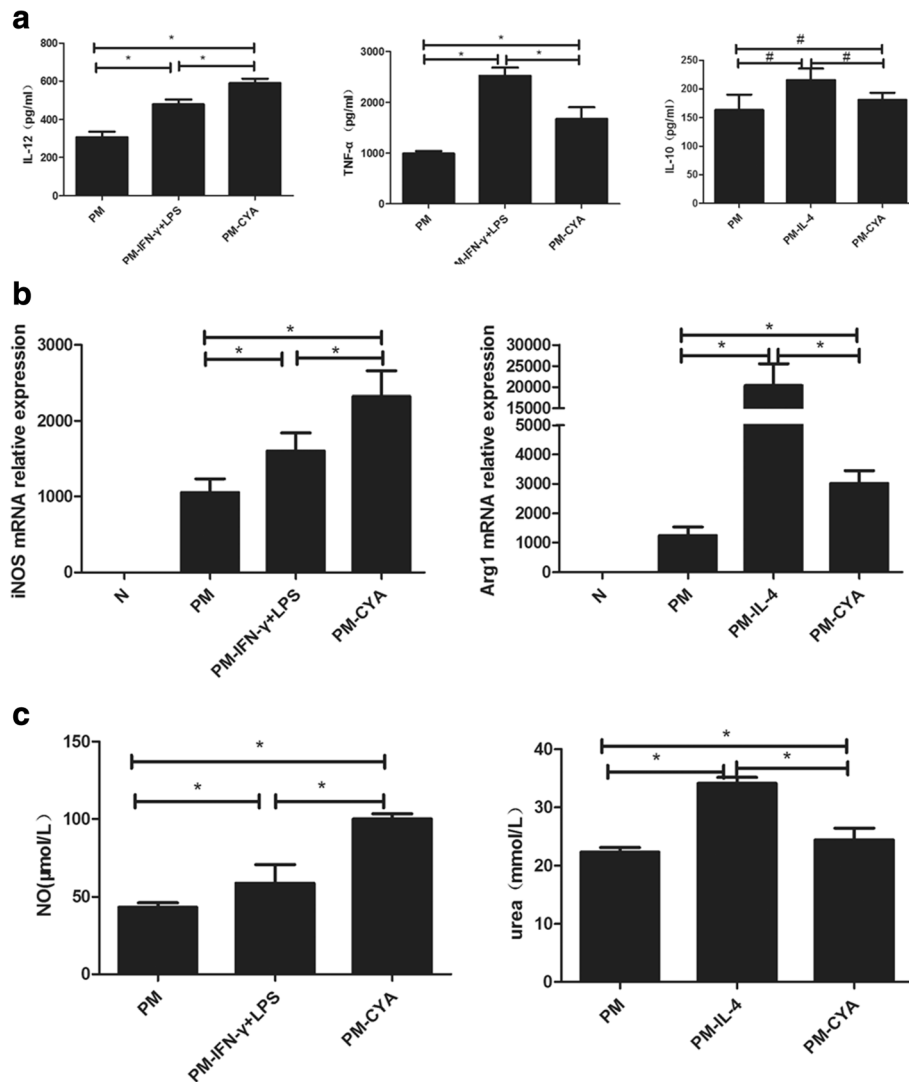 a
IL-12（pg/ml）
800
600
400
200
0
* * *
PM
PM-IFN-γ+LPS
PM-CYA
TNF-α（pg/ml）
3000
2000
1000
0
* * *
PM
PM-IFN-γ+LPS
PM-CYA
IL-10（pg/ml）
250
200
150
100
50
0
# # #
PM
PM-IL-4
PM-CYA
b
iNOS mRNA relative expression
3000
2000
1000
0
* * *
N
PM
PM-IFN-γ+LPS
PM-CYA
Arg1 mRNA relative expression
30000
25000
20000
15000
5000
4000
3000
2000
1000
0
* * *
N
PM
PM-IL-4
PM-CYA
c
NO(μmol/L)
150
100
50
0
* * *
PM
PM-IFN-γ+LPS
PM-CYA
urea（mmol/L）
40
30
20
10
0
* * *
PM
PM-IL-4
PM-CYA